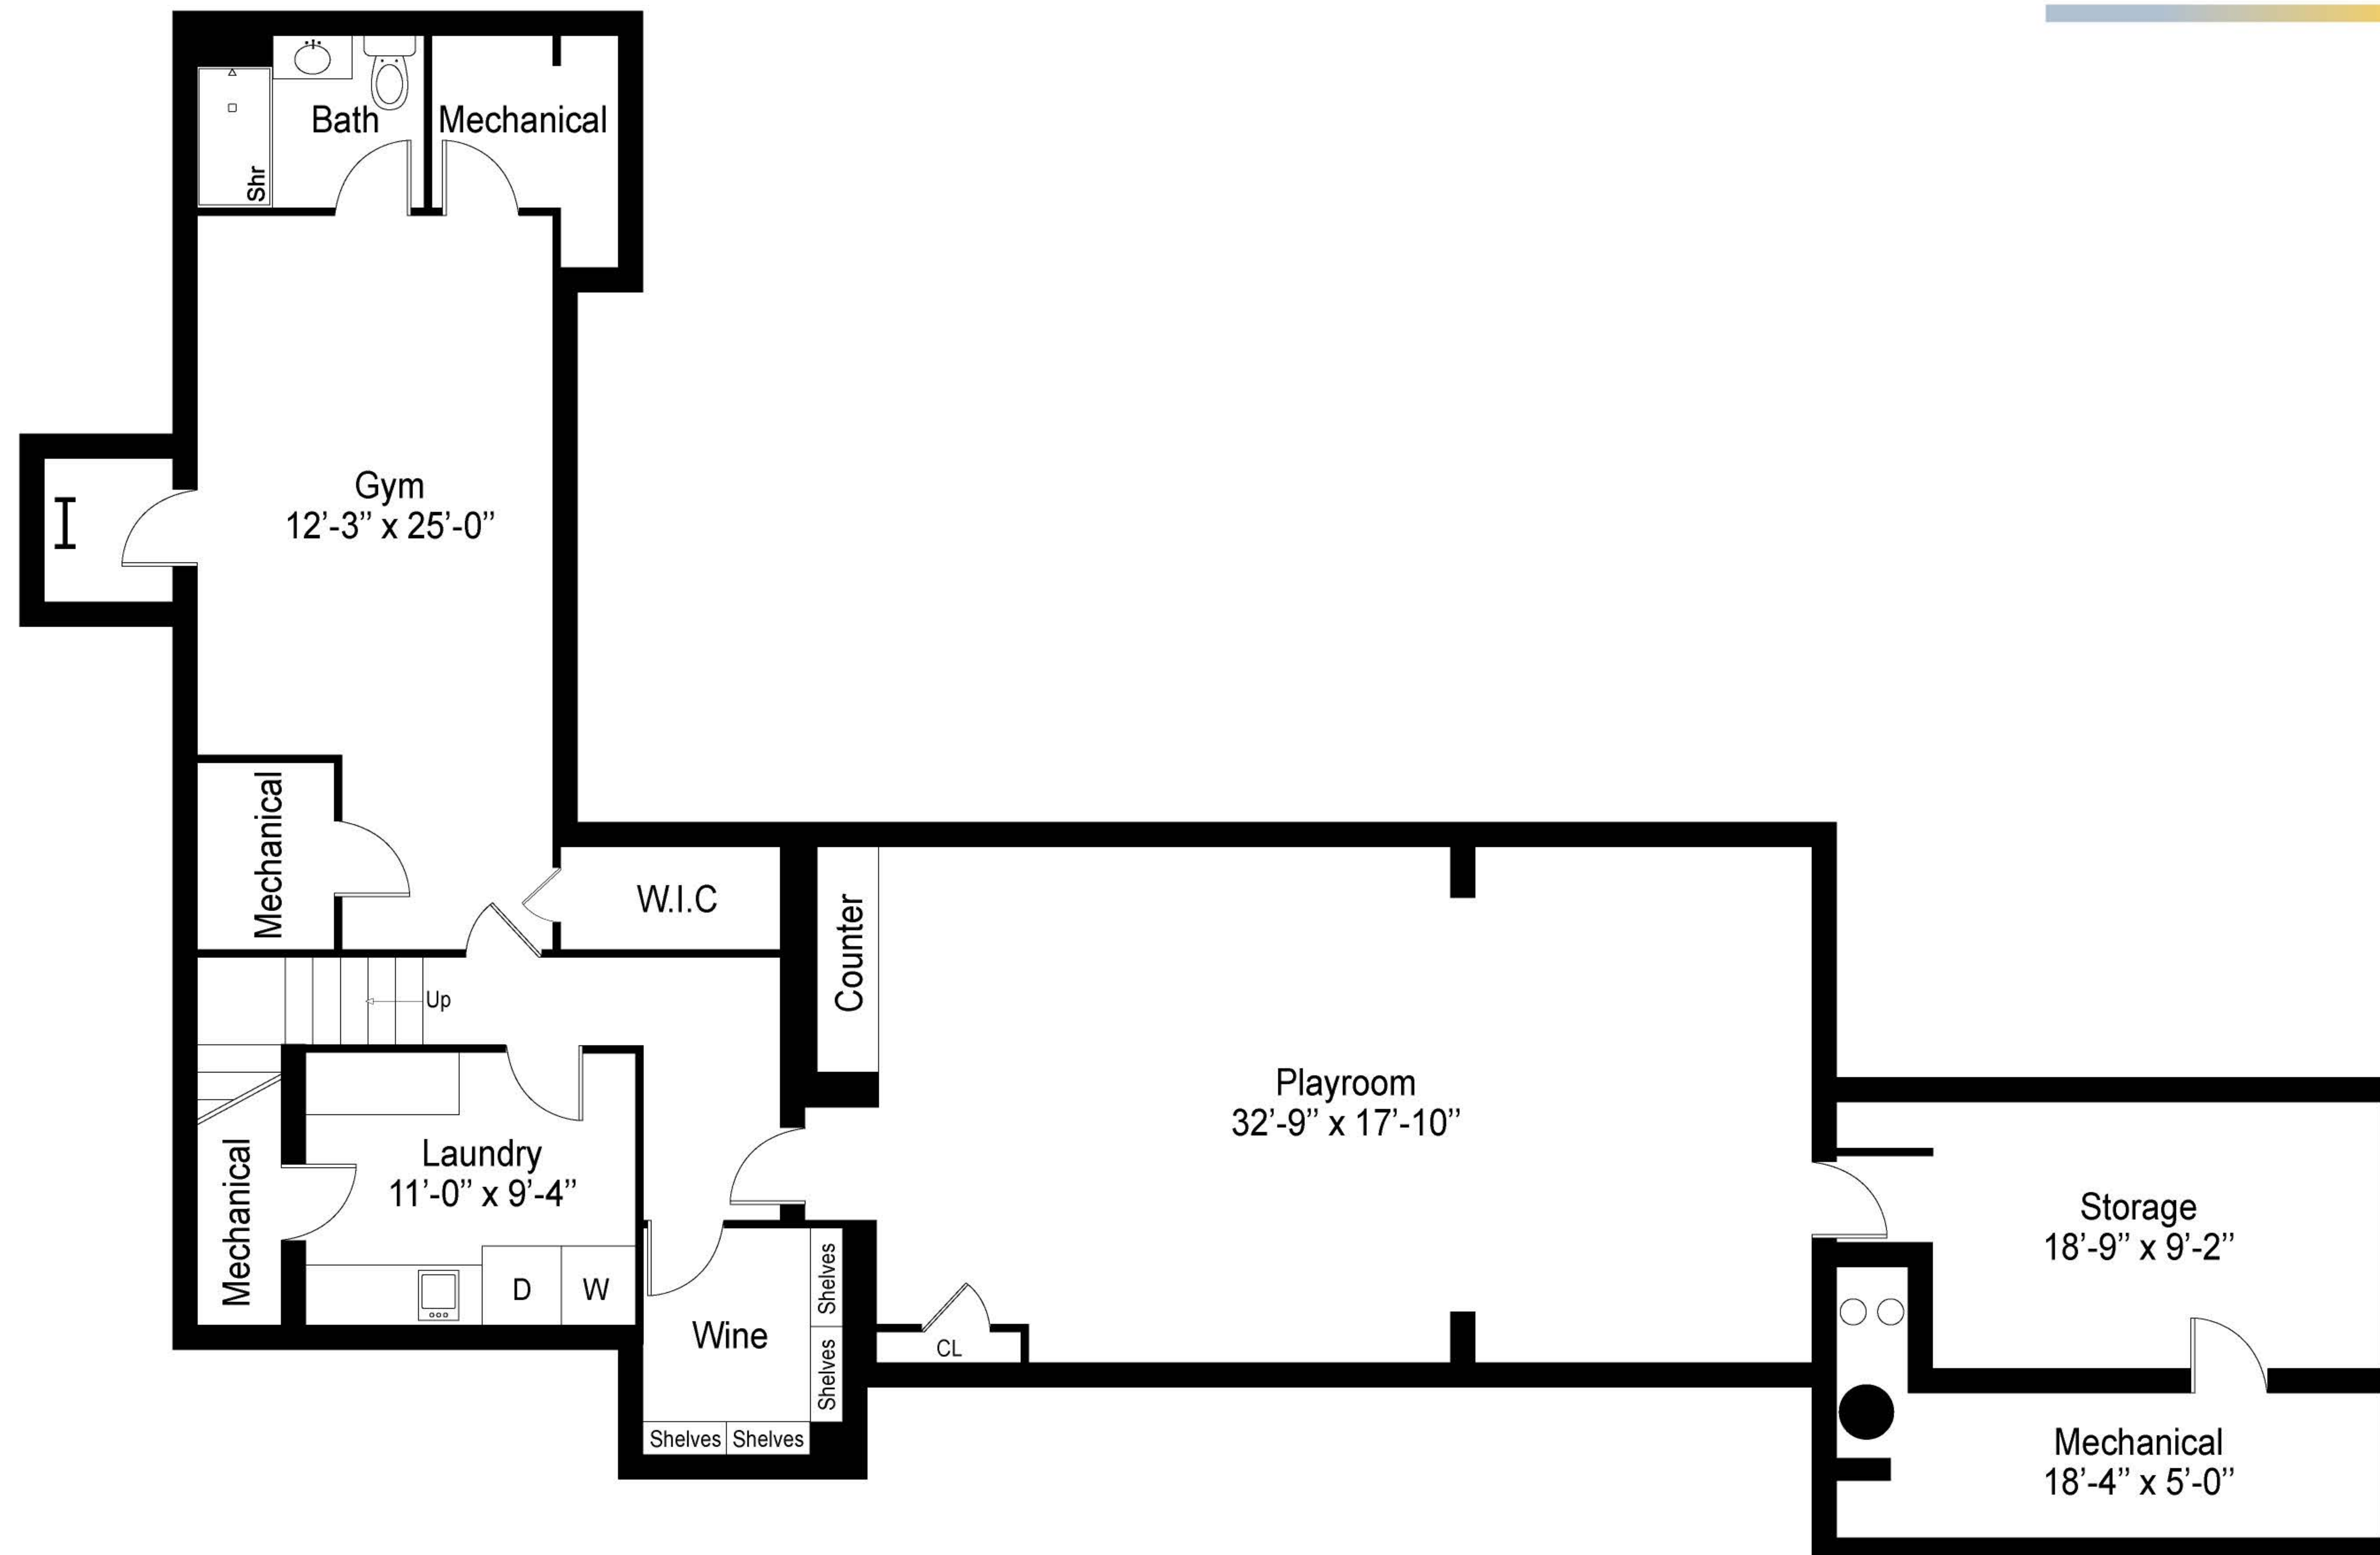 Bath
Mechanical
Shr
Gym
12’-3” x 25’-0”
Mechanical
W.I.C
Counter
Up
Playroom
32’-9” x 17’-10”
Laundry
11’-0” x 9’-4”
Mechanical
D
W
Wine
Shelves
Shelves
Shelves
Shelves
CL
Storage
18’-9” x 9’-2”
Mechanical
18’-4” x 5’-0”